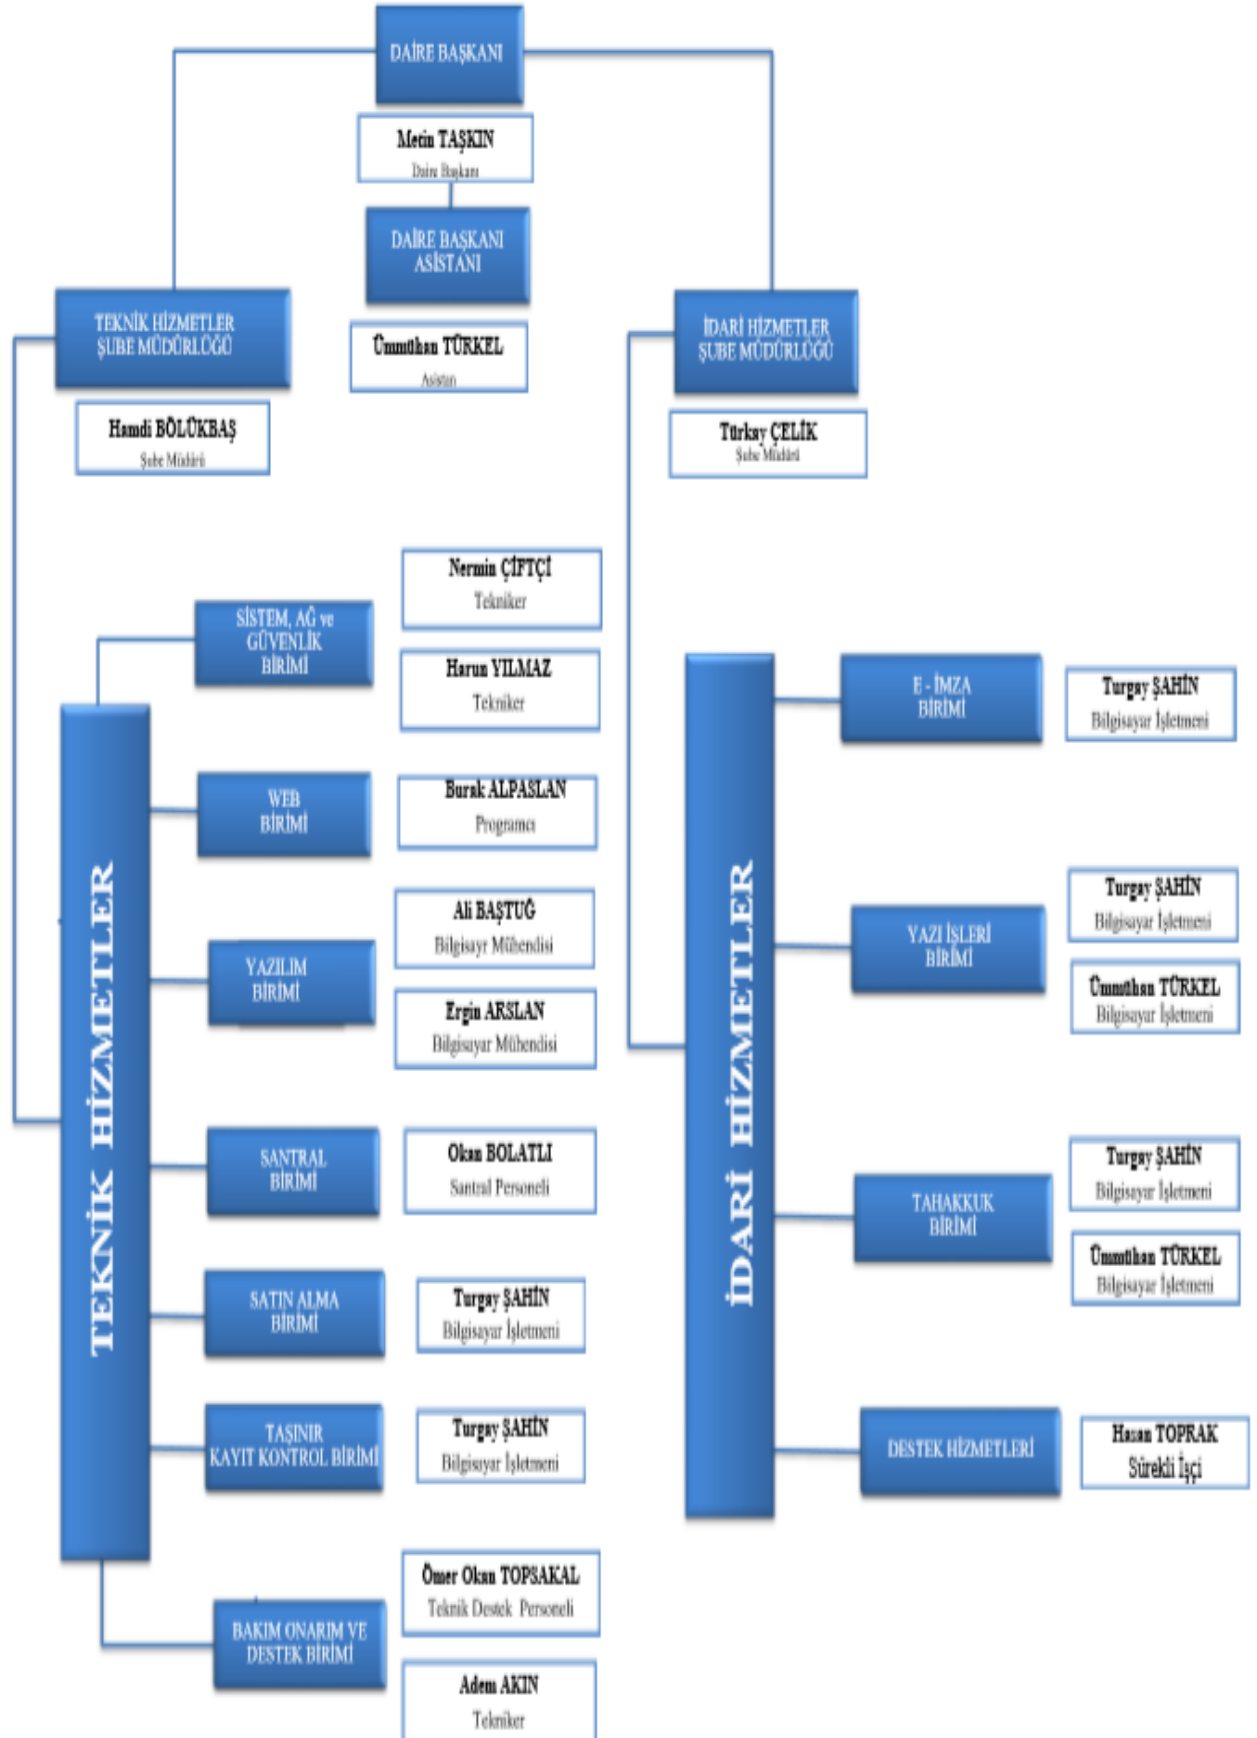 DAİRE BAŞKANI
Metin TAŞKIN
Daire Başkanı
DAİRE BAŞKANI
ASİSTANI
Ümmühan TÜRKEL
Asistan
TEKNİK HİZMETLER
ŞUBE MÜDÜRLÜĞÜ
Hamdi BÖLÜKBAŞ
Şube Müdürü
İDARİ HİZMETLER
ŞUBE MÜDÜRLÜĞÜ
Türkay ÇELİK
Şube Müdürü
TEKNİK HİZMETLER
SİSTEM, AĞ ve
GÜVENLİK
BİRİMİ
Nermin ÇİFTÇİ
Tekniker
Harun YILMAZ
Tekniker
WEB
BİRİMİ
Burak ALPASLAN
Programcı
YAZILIM
BİRİMİ
Ali BAŞTUĞ
Bilgisayr Mühendisi
Ergin ARSLAN
Bilgisayar Mühendisi
SANTRAL
BİRİMİ
Okan BOLATLI
Santral Personeli
SATIN ALMA
BİRİMİ
Turgay ŞAHİN
Bilgisayar İşletmeni
TAŞINIR
KAYIT KONTROL BİRİMİ
Turgay ŞAHİN
Bilgisayar İşletmeni
BAKIM ONARIM VE
DESTEK BİRİMİ
Ömer Okan TOPSAKAL
Teknik Destek Personeli
Adem AKIN
Tekniker
İDARİ HİZMETLER
E - İMZA
BİRİMİ
Turgay ŞAHİN
Bilgisayar İşletmeni
YAZI İŞLERİ
BİRİMİ
Turgay ŞAHİN
Bilgisayar İşletmeni
Ümmühan TÜRKEL
Bilgisayar İşletmeni
TAHAKKUK
BİRİMİ
Turgay ŞAHİN
Bilgisayar İşletmeni
Ümmühan TÜRKEL
Bilgisayar İşletmeni
DESTEK HİZMETLERİ
Hasan TOPRAK
Sürekli İşçi